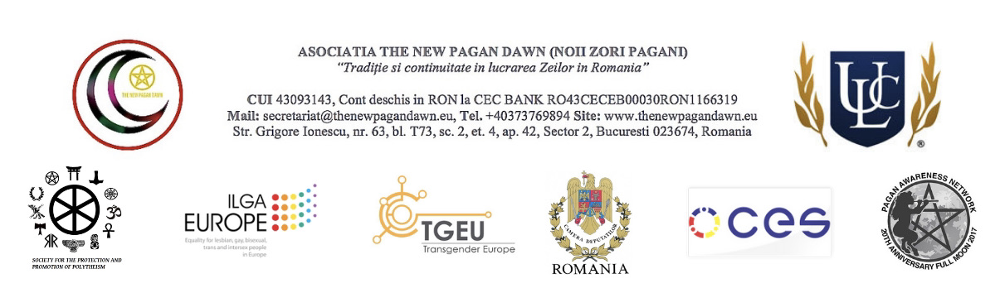 ASOCIATIA THE NEW PAGAN DAWN (NOII ZORI PAGANI)
“Tradiție si continuitate in lucrarea Zeilor in Romania”
THE NEW PAGAN DAWN
CUI 43093143, Cont deschis in RON la CEC BANK RO43CECEB00030RON1166319
Mail: secretariat@thenewpagandawn.eu, Tel. +40373769894 Site: www.thenewpagandawn.eu
Str. Grigore Ionescu, nr. 63, bl. T73, sc. 2, et. 4, ap. 42, Sector 2, Bucuresti 023674, Romania
ULC
®
SOCIETY FOR THE PROTECTION AND
PROMOTION OF POLYTHEISM
ILGA
EUROPE
Equality for lesbian, gay, bisexual,
trans and intersex people
in Europe
TGEU
Transgender Europe
CAMERA DEPUTATILOR
ROMANIA
ces
PAGAN AWARENESS NETWORK
20TH ANNIVERSARY FULL MOON 2017